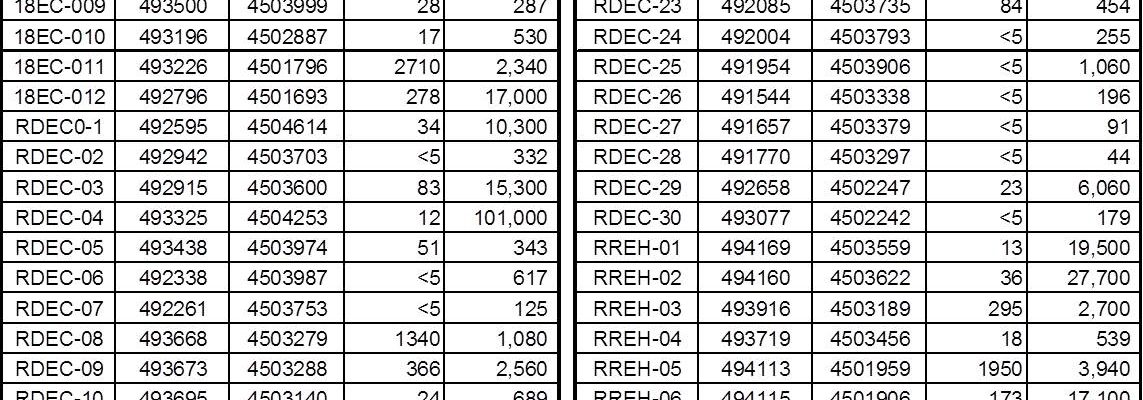 18EC-009 493500 4503999 28 287
18EC-010 493196 4502887 17 530
18EC-011 493226 4501796 2710 2,340
18EC-012 492796 4501693 278 17,000
RDEC0-1 492595 4504614 34 10,300
RDEC-02 492942 4503703 <5 332
RDEC-03 492915 4503600 83 15,300
RDEC-04 493325 4504253 12 101,000
RDEC-05 493438 4503974 51 343
RDEC-06 492338 4503987 <5 617
RDEC-07 492261 4503753 <5 125
RDEC-08 493668 4503279 1340 1,080
RDEC-09 493673 4503288 366 2,560
RDEC-10 493695 4503140 24 689
RDEC-23 492085 4503735 84 454
RDEC-24 492004 4503793 <5 255
RDEC-25 491954 4503906 <5 1,060
RDEC-26 491544 4503338 <5 196
RDEC-27 491657 4503379 <5 91
RDEC-28 491770 4503297 <5 44
RDEC-29 492658 4502247 23 6,060
RDEC-30 493077 4502242 <5 179
RREH-01 494169 4503559 13 19,500
RREH-02 494160 4503622 36 27,700
RREH-03 493916 4503189 295 2,700
RREH-04 493719 4503456 18 539
RREH-05 494113 4501959 1950 3,940
RREH-06 494115 4501906 173 17,100